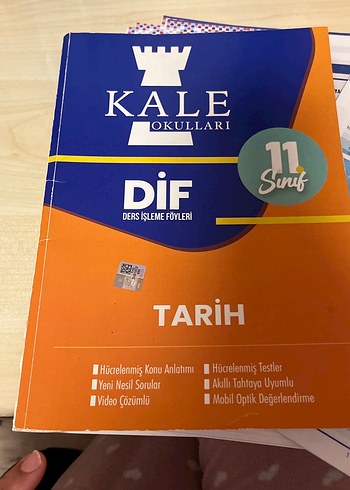 KALE
OKULLARI
11.
Sınıf
DİF
DERS İŞLEME FÖYLERİ
TARİH
Hücrelenmiş Konu Anlatımı
Yeni Nesil Sorular
Video Çözümlü
Hücrelenmiş Testler
Akıllı Tahtaya Uyumlu
Mobil Optik Değerlendirme